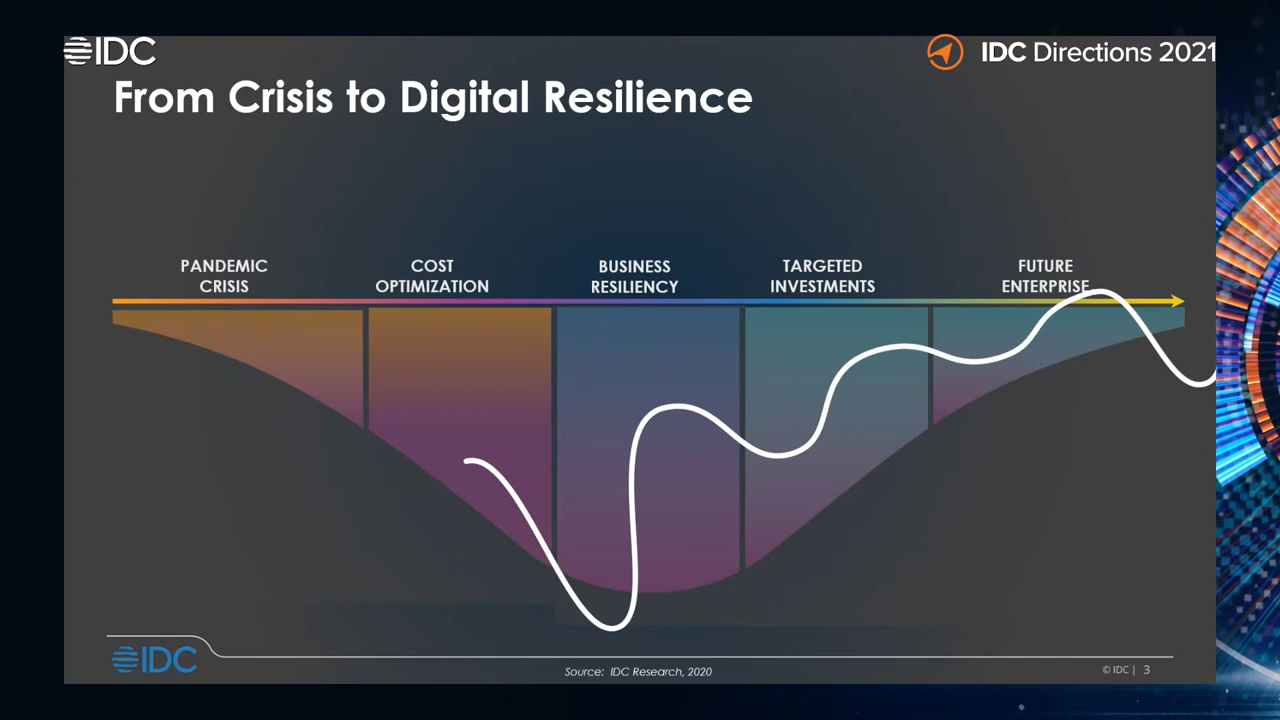 IDC
IDC Directions 2021
From Crisis to Digital Resilience
PANDEMIC
CRISIS
COST
OPTIMIZATION
BUSINESS
RESILIENCY
TARGETED
INVESTMENTS
FUTURE
ENTERPRISE
IDC
Source: IDC Research, 2020
© IDC | 3